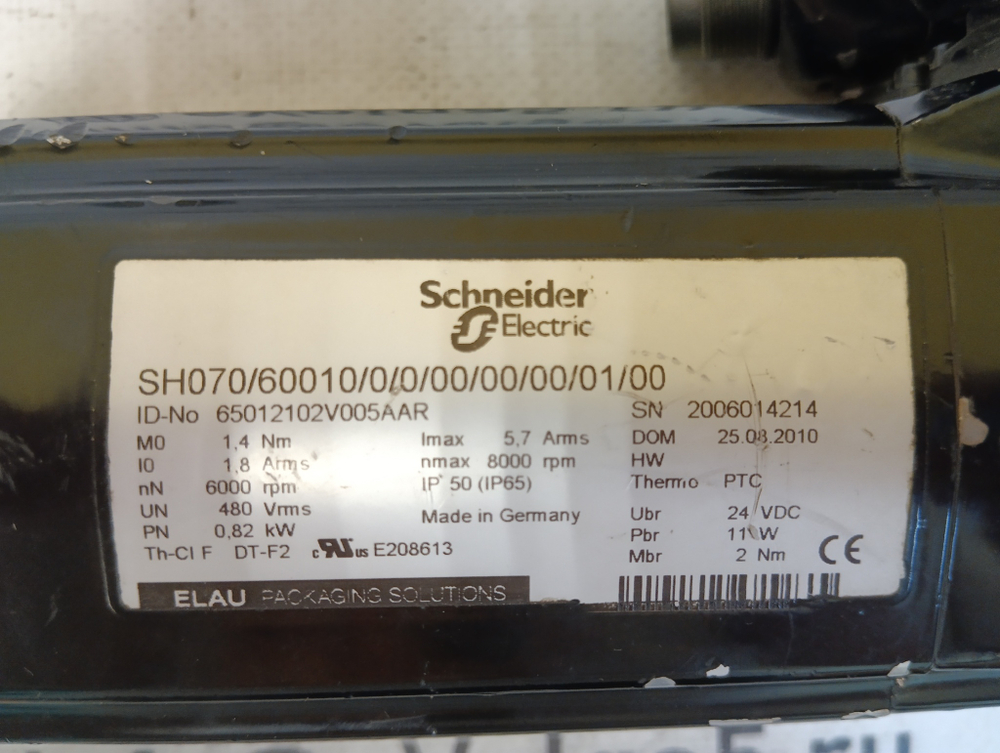 Schneider
Electric
SH070/60010/0/0/00/00/00/01/00
ID-No 65012102V005AAR
SN 2006014214
M0 1,4 Nm
Imax 5,7 Arms
DOM 25.08.2010
I0 1,8 Arms
nmax 8000 rpm
HW
nN 6000 rpm
IP 50 (IP65)
Thermo PTC
UN 480 Vrms
Made in Germany
Ubr 24 VDC
PN 0,82 kW
Pbr 11 W
Th-Cl F DT-F2 c RU us E208613
Mbr 2 Nm
CE
ELAU PACKAGING SOLUTIONS